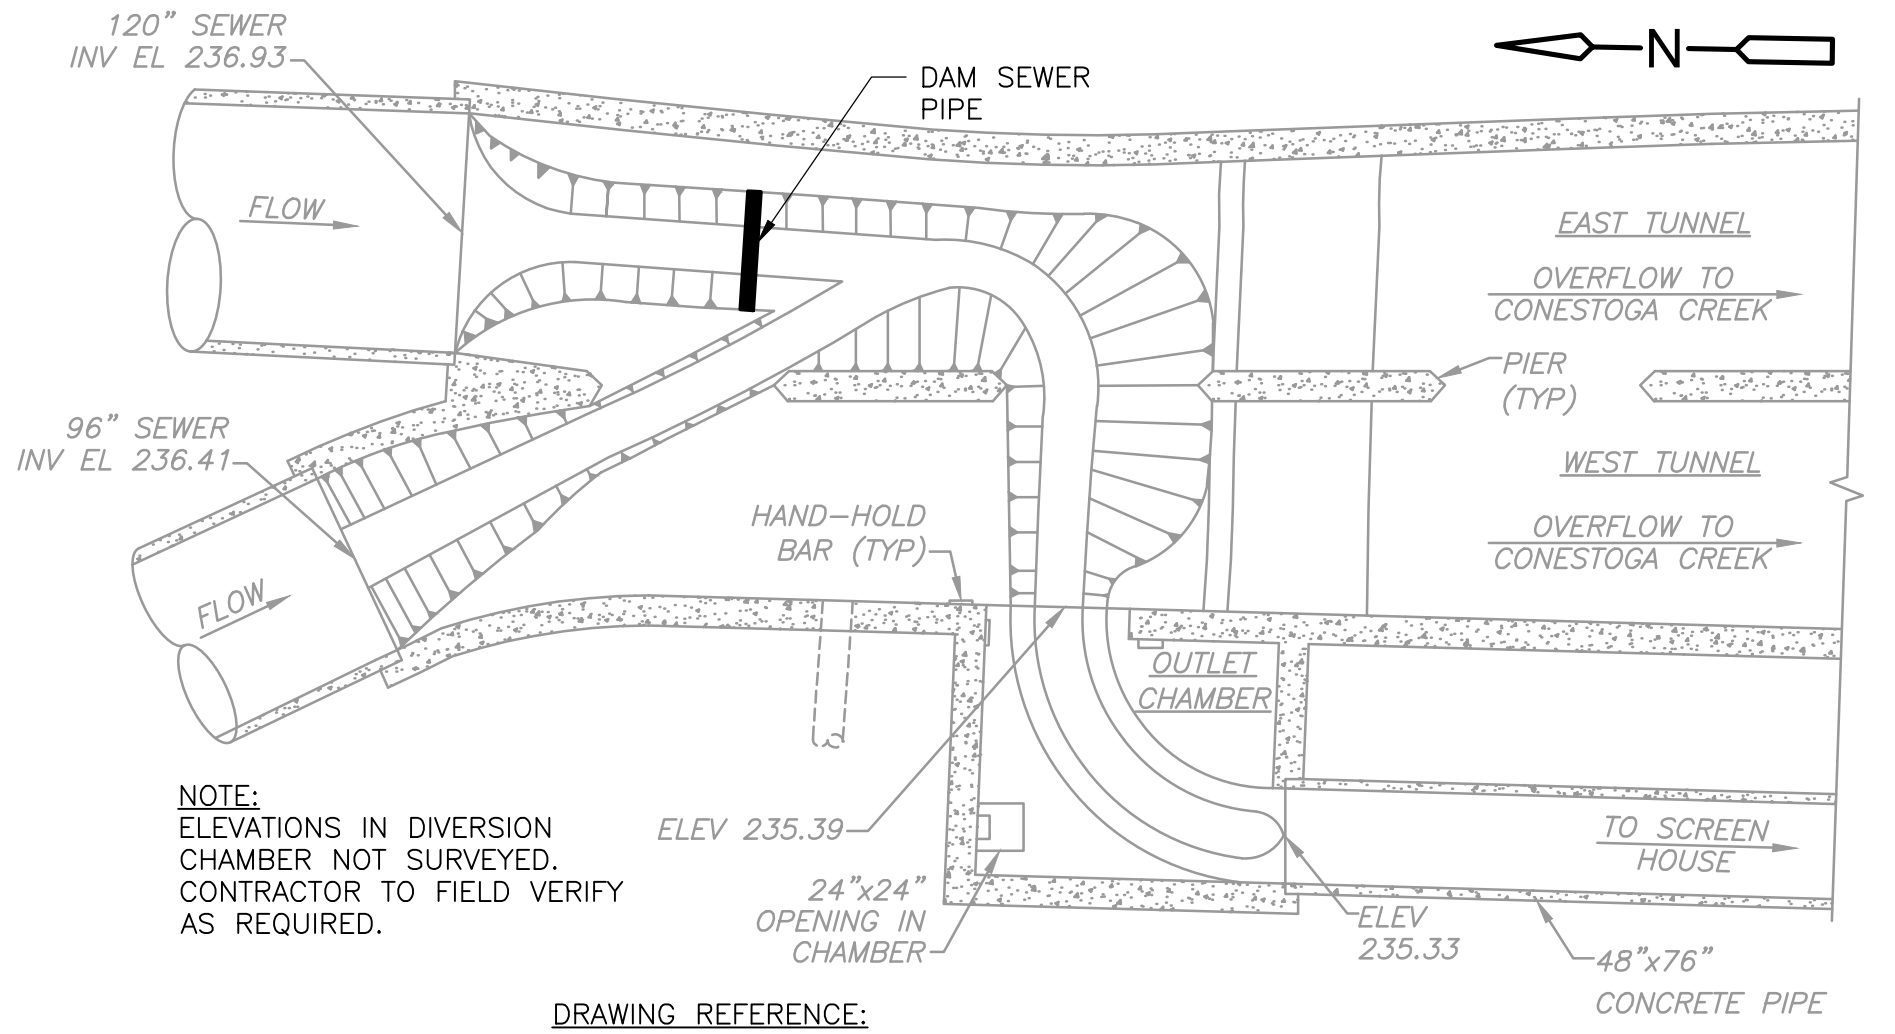 120” SEWER
INV EL 236.93
DAM SEWER
PIPE
N
FLOW
EAST TUNNEL
OVERFLOW TO
CONESTOGA CREEK
PIER
(TYP)
96” SEWER
INV EL 236.41
WEST TUNNEL
HAND-HOLD
BAR (TYP)
OVERFLOW TO
CONESTOGA CREEK
FLOW
OUTLET
CHAMBER
NOTE:
ELEVATIONS IN DIVERSION
CHAMBER NOT SURVEYED.
CONTRACTOR TO FIELD VERIFY
AS REQUIRED.
ELEV 235.39
TO SCREEN
HOUSE
24”x24”
OPENING IN
CHAMBER
ELEV
235.33
48”x76”
CONCRETE PIPE
DRAWING REFERENCE: